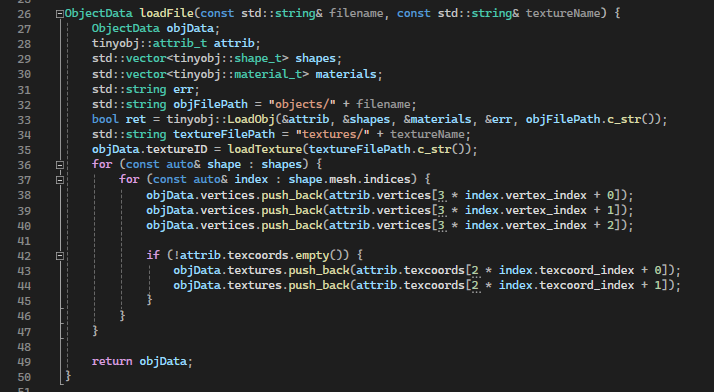 26 ObjectData loadFile(const std::string& filename, const std::string& textureName) {
27     ObjectData objData;
28     tinyobj::attrib_t attrib;
29     std::vector<tinyobj::shape_t> shapes;
30     std::vector<tinyobj::material_t> materials;
31     std::string err;
32     std::string objFilePath = "objects/" + filename;
33     bool ret = tinyobj::LoadObj(&attrib, &shapes, &materials, &err, objFilePath.c_str());
34     std::string textureFilePath = "textures/" + textureName;
35     objData.textureID = loadTexture(textureFilePath.c_str());
36     for (const auto& shape : shapes) {
37         for (const auto& index : shape.mesh.indices) {
38             objData.vertices.push_back(attrib.vertices[3 * index.vertex_index + 0]);
39             objData.vertices.push_back(attrib.vertices[3 * index.vertex_index + 1]);
40             objData.vertices.push_back(attrib.vertices[3 * index.vertex_index + 2]);
41
42             if (!attrib.texcoords.empty()) {
43                 objData.textures.push_back(attrib.texcoords[2 * index.texcoord_index + 0]);
44                 objData.textures.push_back(attrib.texcoords[2 * index.texcoord_index + 1]);
45             }
46         }
47     }
48
49     return objData;
50 }